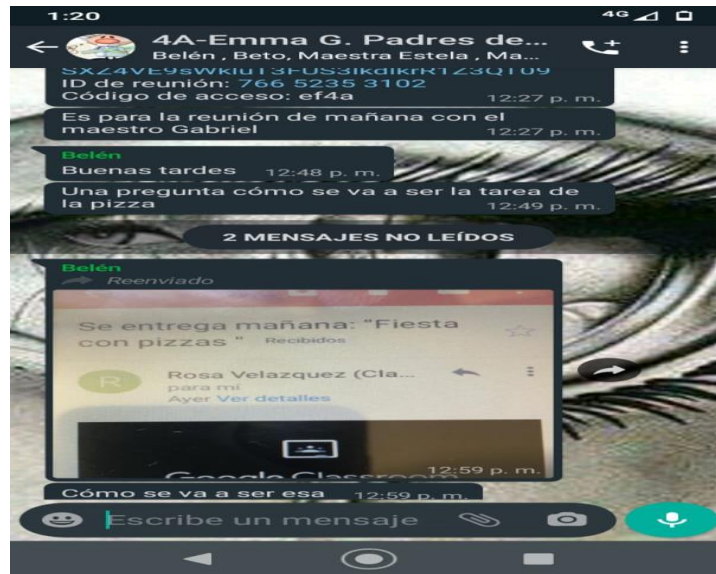 1:20
4G
4A-Emma G. Padres de...
Belén , Beto, Maestra Estela , Ma...
ID de reunión: 766 5235 3102
Código de acceso: ef4a 12:27 p. m.
Es para la reunión de mañana con el
maestro Gabriel 12:27 p. m.
Belén
Buenas tardes 12:48 p. m.
Una pregunta cómo se va a ser la tarea de
la pizza 12:49 p. m.
2 MENSAJES NO LEÍDOS
Belén
Reenviado
Se entrega mañana: "Fiesta
con pizzas " Recibidos
R
Rosa Velazquez (Cla...
para mí
Ayer Ver detalles
Google Classroom
12:59 p. m.
Cómo se va a ser esa 12:59 p. m.
Escribe un mensaje